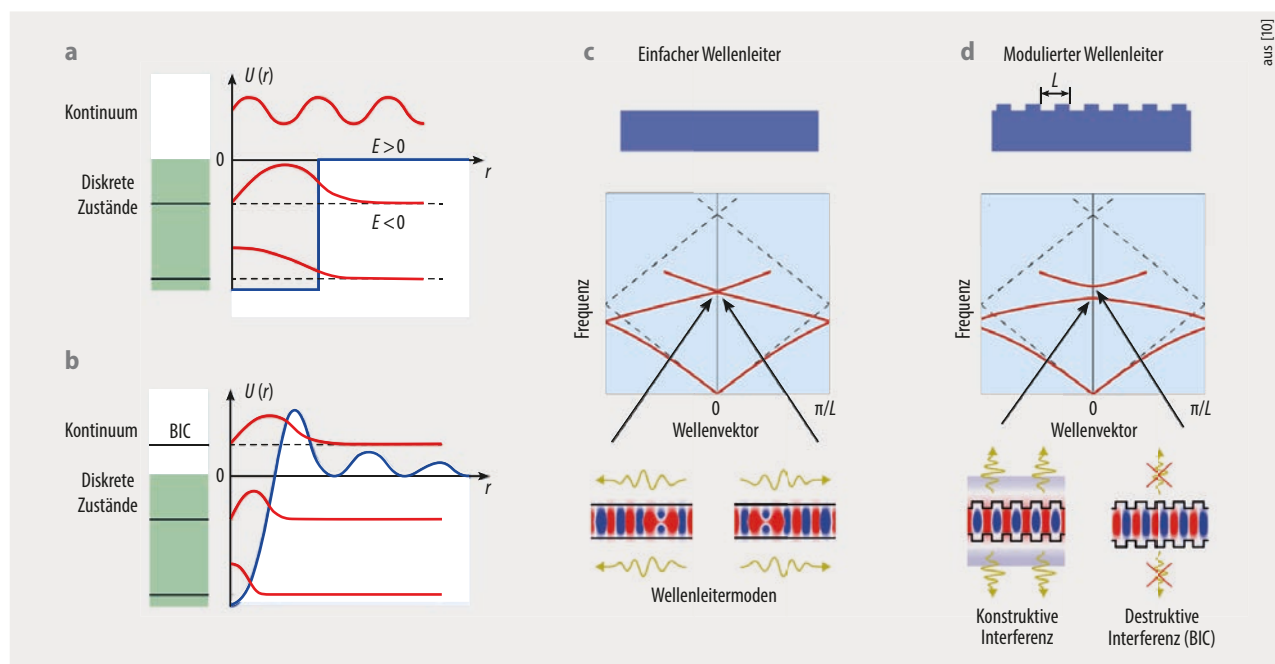 a
U (r)
Kontinuum
0
E > 0
r
Diskrete
Zustände
E < 0
b
U (r)
Kontinuum
BIC
0
r
Diskrete
Zustände
c
Einfacher Wellenleiter
Frequenz
0
π/L
Wellenvektor
Wellenleitermoden
d
Modulierter Wellenleiter
L
Frequenz
0
π/L
Wellenvektor
Konstruktive
Interferenz
Destruktive
Interferenz (BIC)
aus [10]